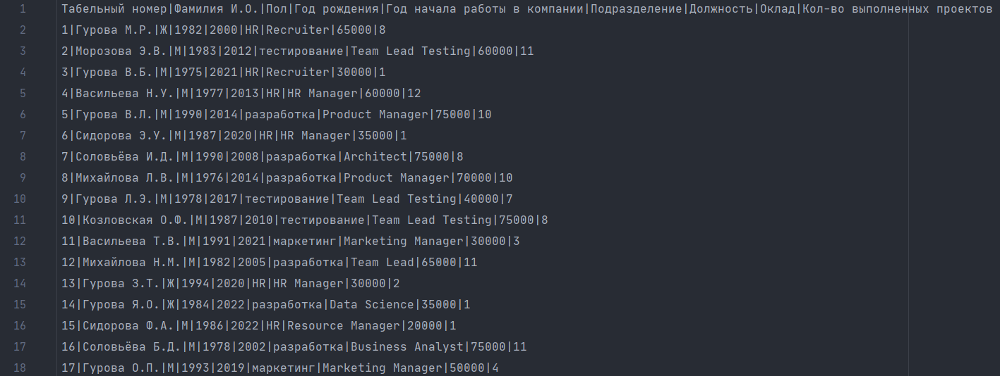 1 Табельный номер|Фамилия И.О.|Пол|Год рождения|Год начала работы в компании|Подразделение|Должность|Оклад|Кол-во выполненных проектов
2 1|Гурова М.Р.|Ж|1982|2000|HR|Recruiter|65000|8
3 2|Морозова Э.В.|М|1983|2012|тестирование|Team Lead Testing|60000|11
4 3|Гурова В.Б.|М|1975|2021|HR|Recruiter|30000|1
5 4|Васильева Н.У.|М|1977|2013|HR|HR Manager|60000|12
6 5|Гурова В.Л.|М|1990|2014|разработка|Product Manager|75000|10
7 6|Сидорова Э.У.|М|1987|2020|HR|HR Manager|35000|1
8 7|Соловьёва И.Д.|М|1990|2008|разработка|Architect|75000|8
9 8|Михайлова Л.В.|М|1976|2014|разработка|Product Manager|70000|10
10 9|Гурова Л.Э.|М|1978|2017|тестирование|Team Lead Testing|40000|7
11 10|Козловская О.Ф.|М|1987|2010|тестирование|Team Lead Testing|75000|8
12 11|Васильева Т.В.|М|1991|2021|маркетинг|Marketing Manager|30000|3
13 12|Михайлова Н.М.|М|1982|2005|разработка|Team Lead|65000|11
14 13|Гурова З.Т.|Ж|1994|2020|HR|HR Manager|30000|2
15 14|Гурова Я.О.|Ж|1984|2022|разработка|Data Science|35000|1
16 15|Сидорова Ф.А.|М|1986|2022|HR|Resource Manager|20000|1
17 16|Соловьёва Б.Д.|М|1978|2002|разработка|Business Analyst|75000|11
18 17|Гурова О.П.|М|1993|2019|маркетинг|Marketing Manager|50000|4